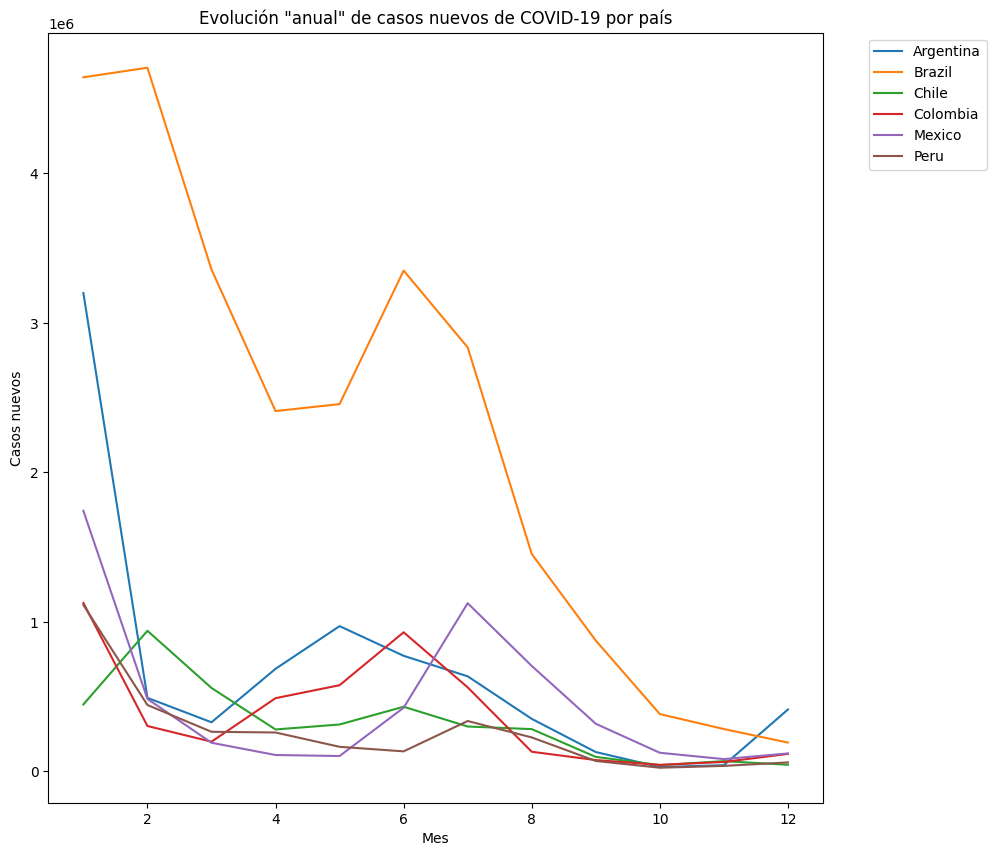 Evolución "anual" de casos nuevos de COVID-19 por país
1e6
4
3
2
1
0
Casos nuevos
2 4 6 8 10 12
Mes
Argentina
Brazil
Chile
Colombia
Mexico
Peru